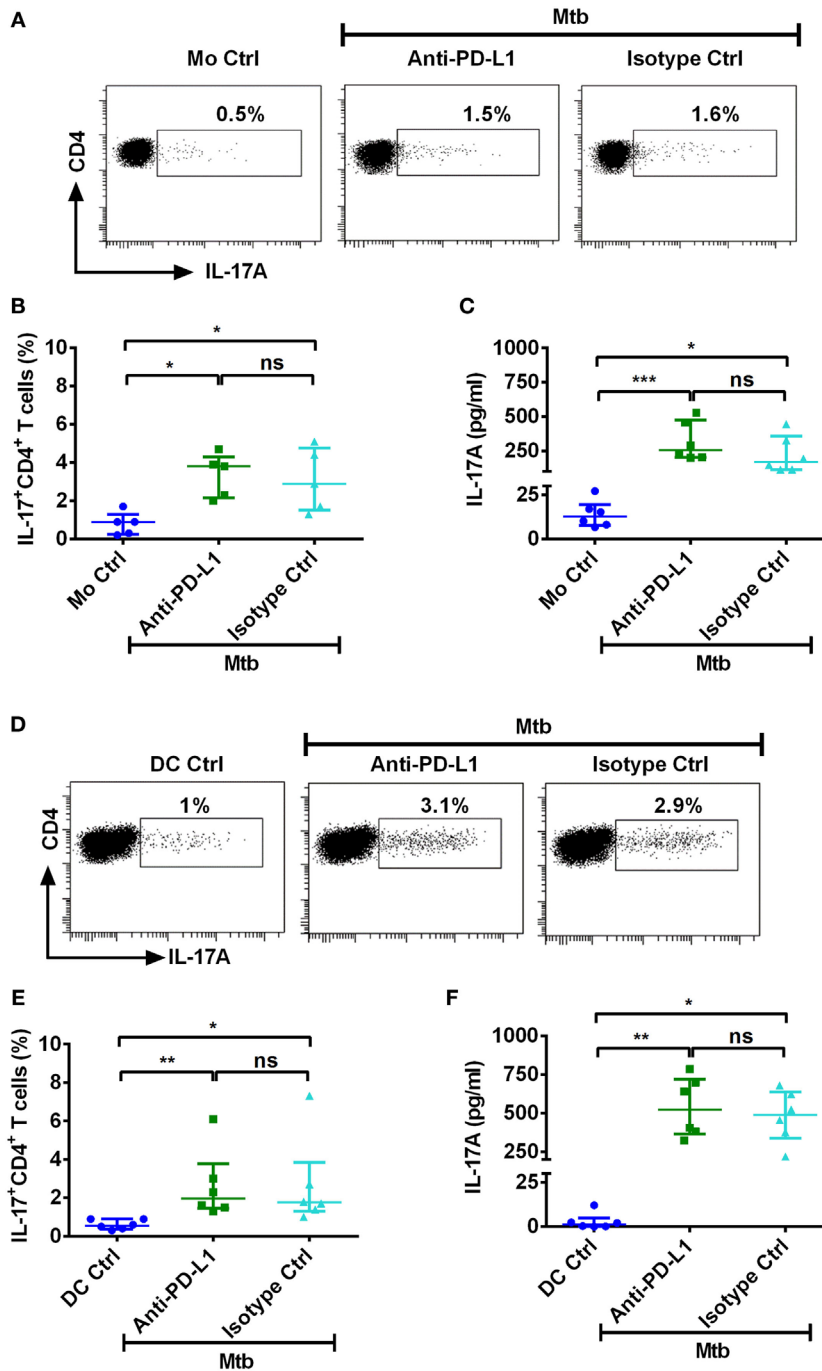 A
Mtb
Mo Ctrl Anti-PD-L1 Isotype Ctrl
0.5% 1.5% 1.6%
CD4
IL-17A
B
IL-17⁺CD4⁺ T cells (%)
10
8
6
4
2
0
*
* ns
Mo Ctrl
Anti-PD-L1
Isotype Ctrl
Mtb
C
IL-17A (pg/ml)
1000
750
500
250
25
0
*
*** ns
Mo Ctrl
Anti-PD-L1
Isotype Ctrl
Mtb
D
Mtb
DC Ctrl Anti-PD-L1 Isotype Ctrl
1% 3.1% 2.9%
CD4
IL-17A
E
IL-17⁺CD4⁺ T cells (%)
10
8
6
4
2
0
*
** ns
DC Ctrl
Anti-PD-L1
Isotype Ctrl
Mtb
F
IL-17A (pg/ml)
1000
750
500
250
25
0
*
** ns
DC Ctrl
Anti-PD-L1
Isotype Ctrl
Mtb